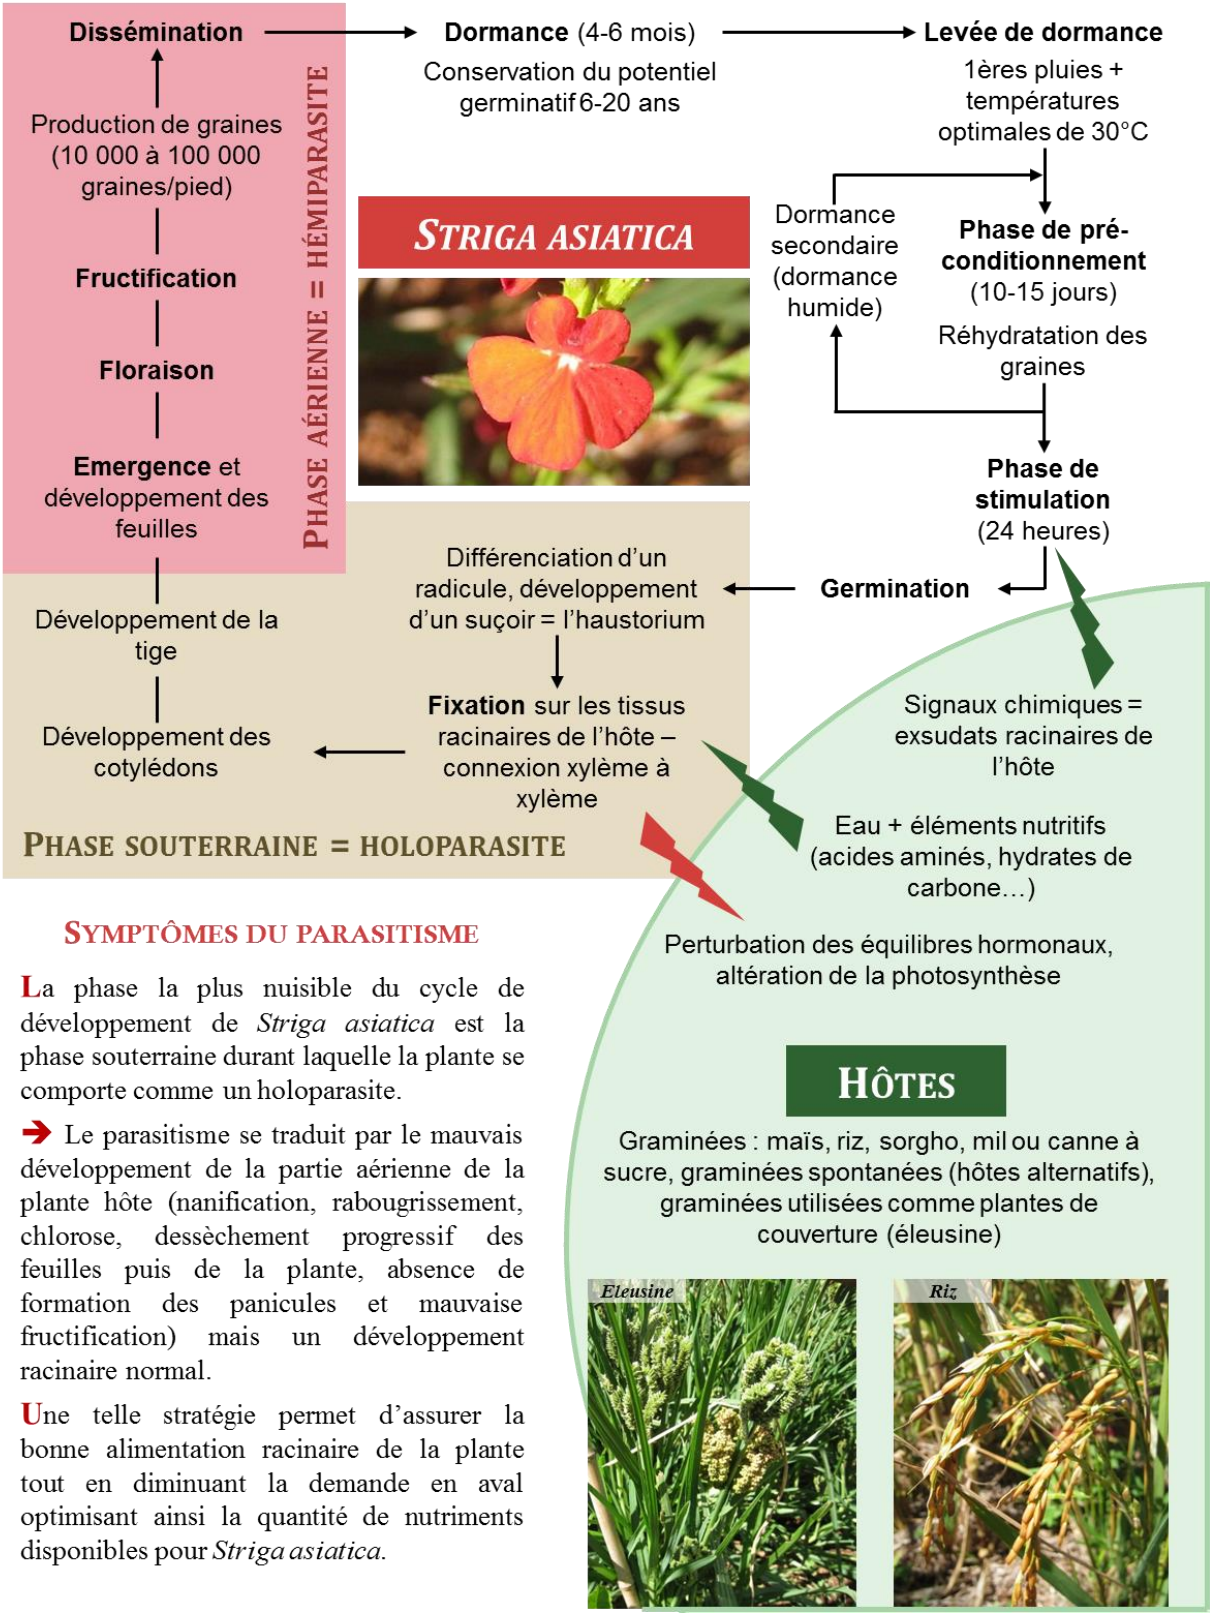 Dissémination
Dormance (4-6 mois)
Conservation du potentiel
germinatif 6-20 ans
Levée de dormance
1ères pluies +
températures
optimales de 30°C
Production de graines
(10 000 à 100 000
graines/pied)
Fructification
Floraison
Emergence et
développement des
feuilles
PHASE AÉRIENNE = HÉMIPARASITE
STRIGA ASIATICA
Dormance
secondaire
(dormance
humide)
Phase de pré-
conditionnement
(10-15 jours)
Réhydratation des
graines
Phase de
stimulation
(24 heures)
Germination
Différenciation d'un
radicule, développement
d'un suçoir = l'haustorium
Fixation sur les tissus
racinaires de l'hôte –
connexion xylème à
xylème
Développement de la
tige
Développement des
cotylédons
PHASE SOUTERRAINE = HOLOPARASITE
Signaux chimiques =
exsudats racinaires de
l'hôte
Eau + éléments nutritifs
(acides aminés, hydrates de
carbone…)
Perturbation des équilibres hormonaux,
altération de la photosynthèse
SYMPTÔMES DU PARASITISME
La phase la plus nuisible du cycle de
développement de Striga asiatica est la
phase souterraine durant laquelle la plante se
comporte comme un holoparasite.
➔ Le parasitisme se traduit par le mauvais
développement de la partie aérienne de la
plante hôte (nanification, rabougrissement,
chlorose, dessèchement progressif des
feuilles puis de la plante, absence de
formation des panicules et mauvaise
fructification) mais un développement
racinaire normal.
Une telle stratégie permet d'assurer la
bonne alimentation racinaire de la plante
tout en diminuant la demande en aval
optimisant ainsi la quantité de nutriments
disponibles pour Striga asiatica.
HÔTES
Graminées : maïs, riz, sorgho, mil ou canne à
sucre, graminées spontanées (hôtes alternatifs),
graminées utilisées comme plantes de
couverture (éleusine)
Eleusine
Riz